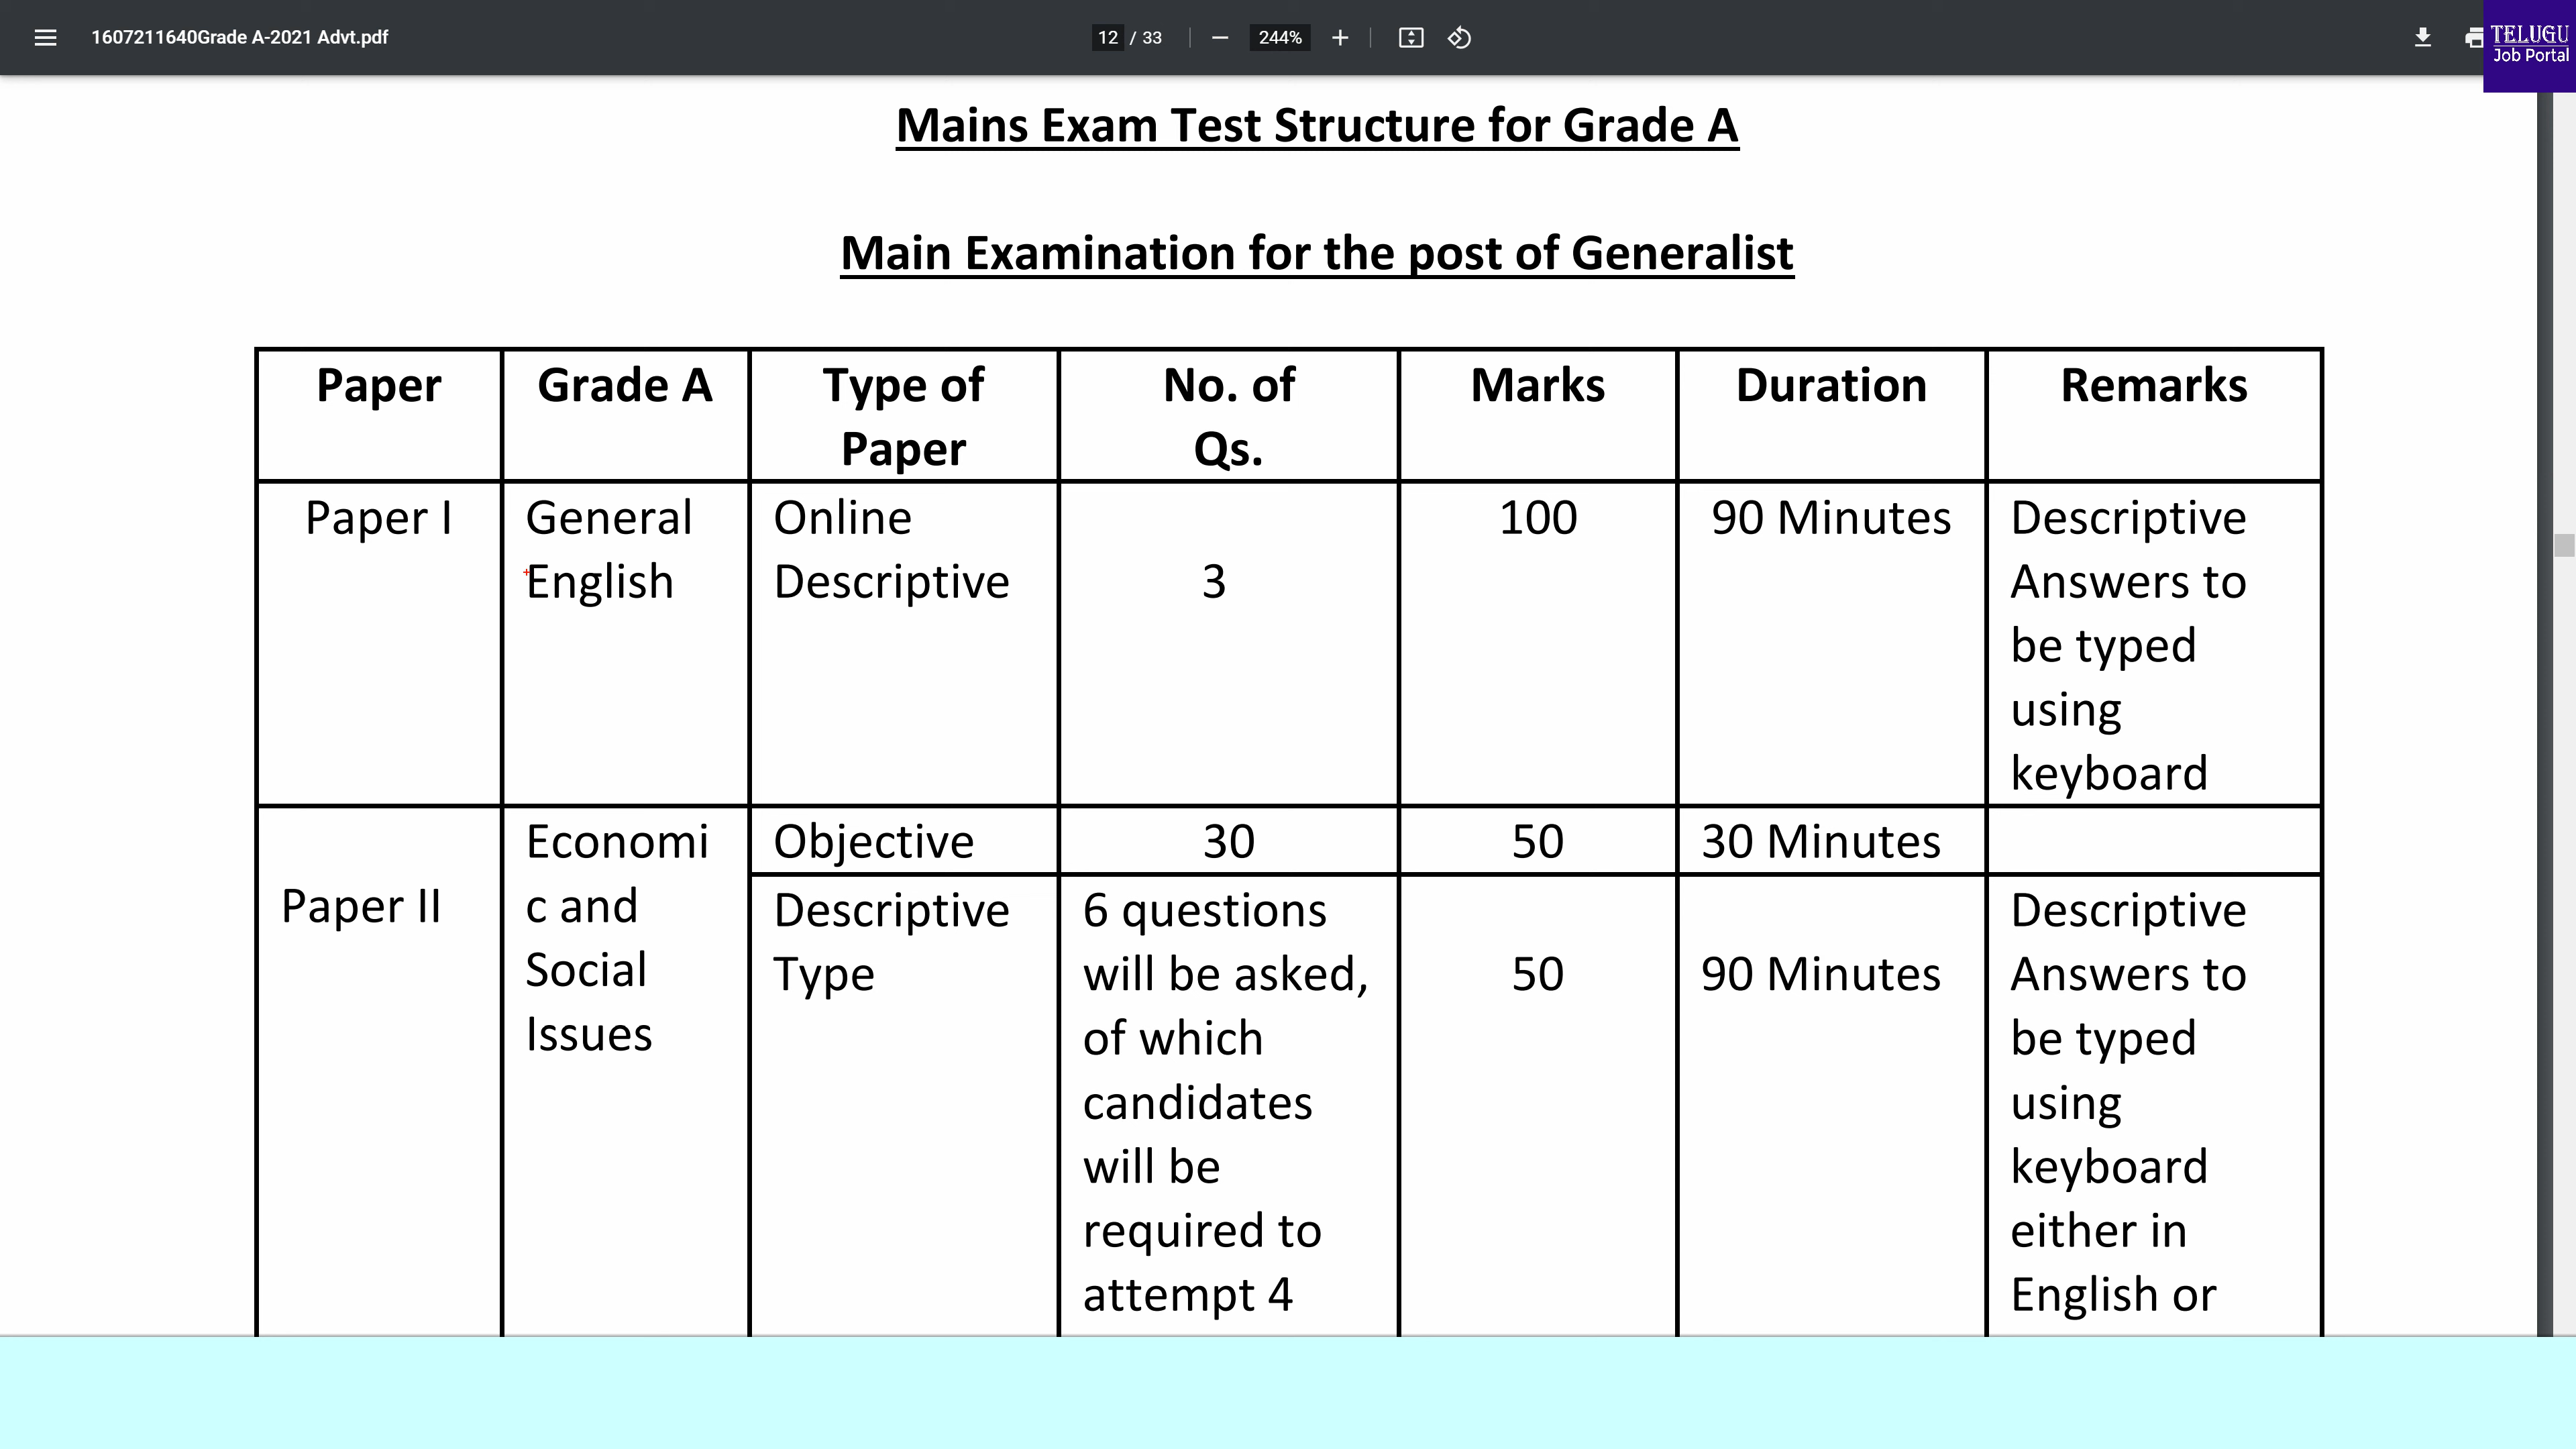 1607211640Grade A-2021 Advt.pdf
12 / 33
244%
TELUGU
Job Portal
Mains Exam Test Structure for Grade A
Main Examination for the post of Generalist
Paper
Grade A
Type of
Paper
No. of
Qs.
Marks
Duration
Remarks
Paper I
General
English
Online
Descriptive
3
100
90 Minutes
Descriptive
Answers to
be typed
using
keyboard
Paper II
Economi
c and
Social
Issues
Objective
30
50
30 Minutes
Descriptive
Type
6 questions
will be asked,
of which
candidates
will be
required to
attempt 4
50
90 Minutes
Descriptive
Answers to
be typed
using
keyboard
either in
English or